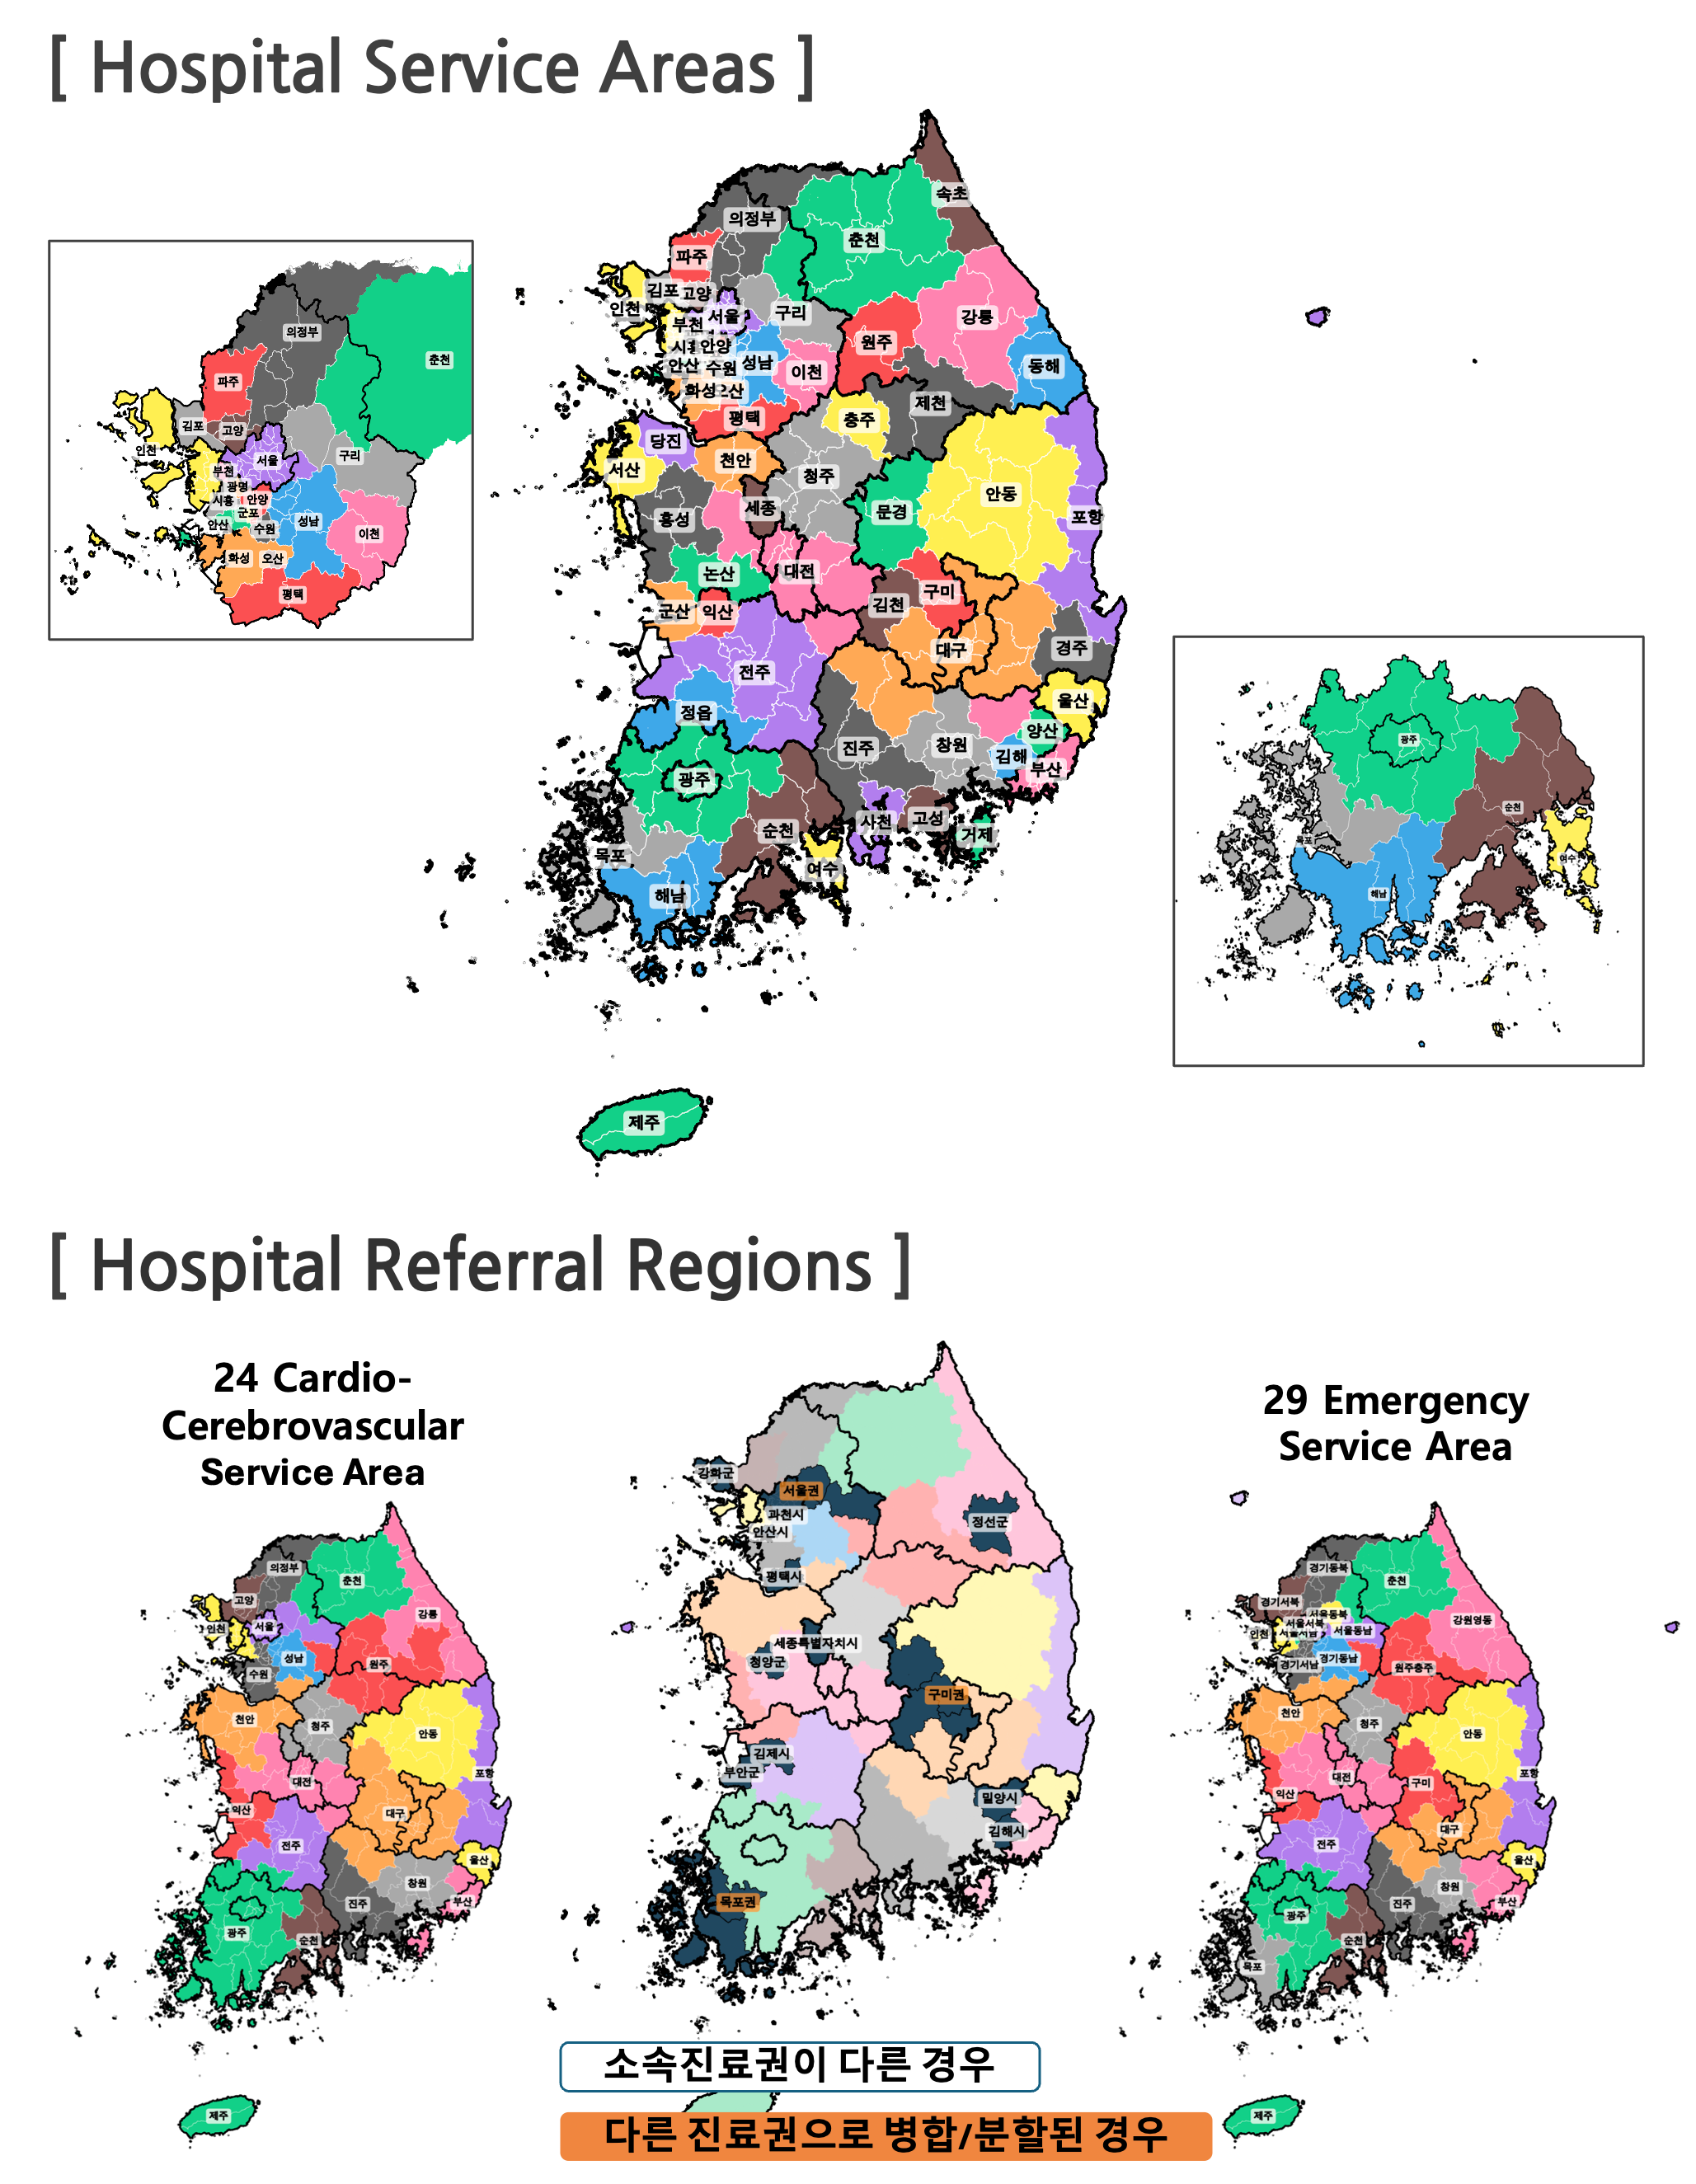 [ Hospital Service Areas ]
속초
의정부
춘천
파주
김포
고양
인천
서울
구리
강릉
부천
안양
원주
안산
수원
성남
이천
동해
화성
평택
충주
제천
당진
천안
서산
청주
안동
홍성
세종
문경
포항
논산
대전
구미
김천
군산
익산
대구
경주
전주
정읍
울산
양산
진주
창원
김해
부산
광주
사천
고성
순천
거제
목포
여수
해남
제주
의정부
춘천
파주
김포
고양
인천
서울
구리
부천
광명
시흥
안양
군포
안산
수원
성남
이천
화성
오산
평택
광주
순천
목포
여수
해남
[ Hospital Referral Regions ]
24 Cardio-
Cerebrovascular
Service Area
의정부
춘천
고양
강릉
인천
서울
성남
원주
수원
천안
청주
안동
포항
대전
익산
대구
전주
울산
창원
부산
진주
광주
순천
제주
강화군
서울권
과천시
안산시
정선군
평택시
세종특별자치시
청양군
구미권
김제시
부안군
밀양시
김해시
목포권
소속진료권이 다른 경우
다른 진료권으로 병합/분할된 경우
29 Emergency
Service Area
경기동북
춘천
경기서북
서울동북
서울서북
강원영동
인천
서울서남
서울동남
경기서남
경기동남
원주충주
천안
청주
안동
포항
대전
구미
익산
대구
전주
울산
창원
부산
진주
광주
순천
목포
제주